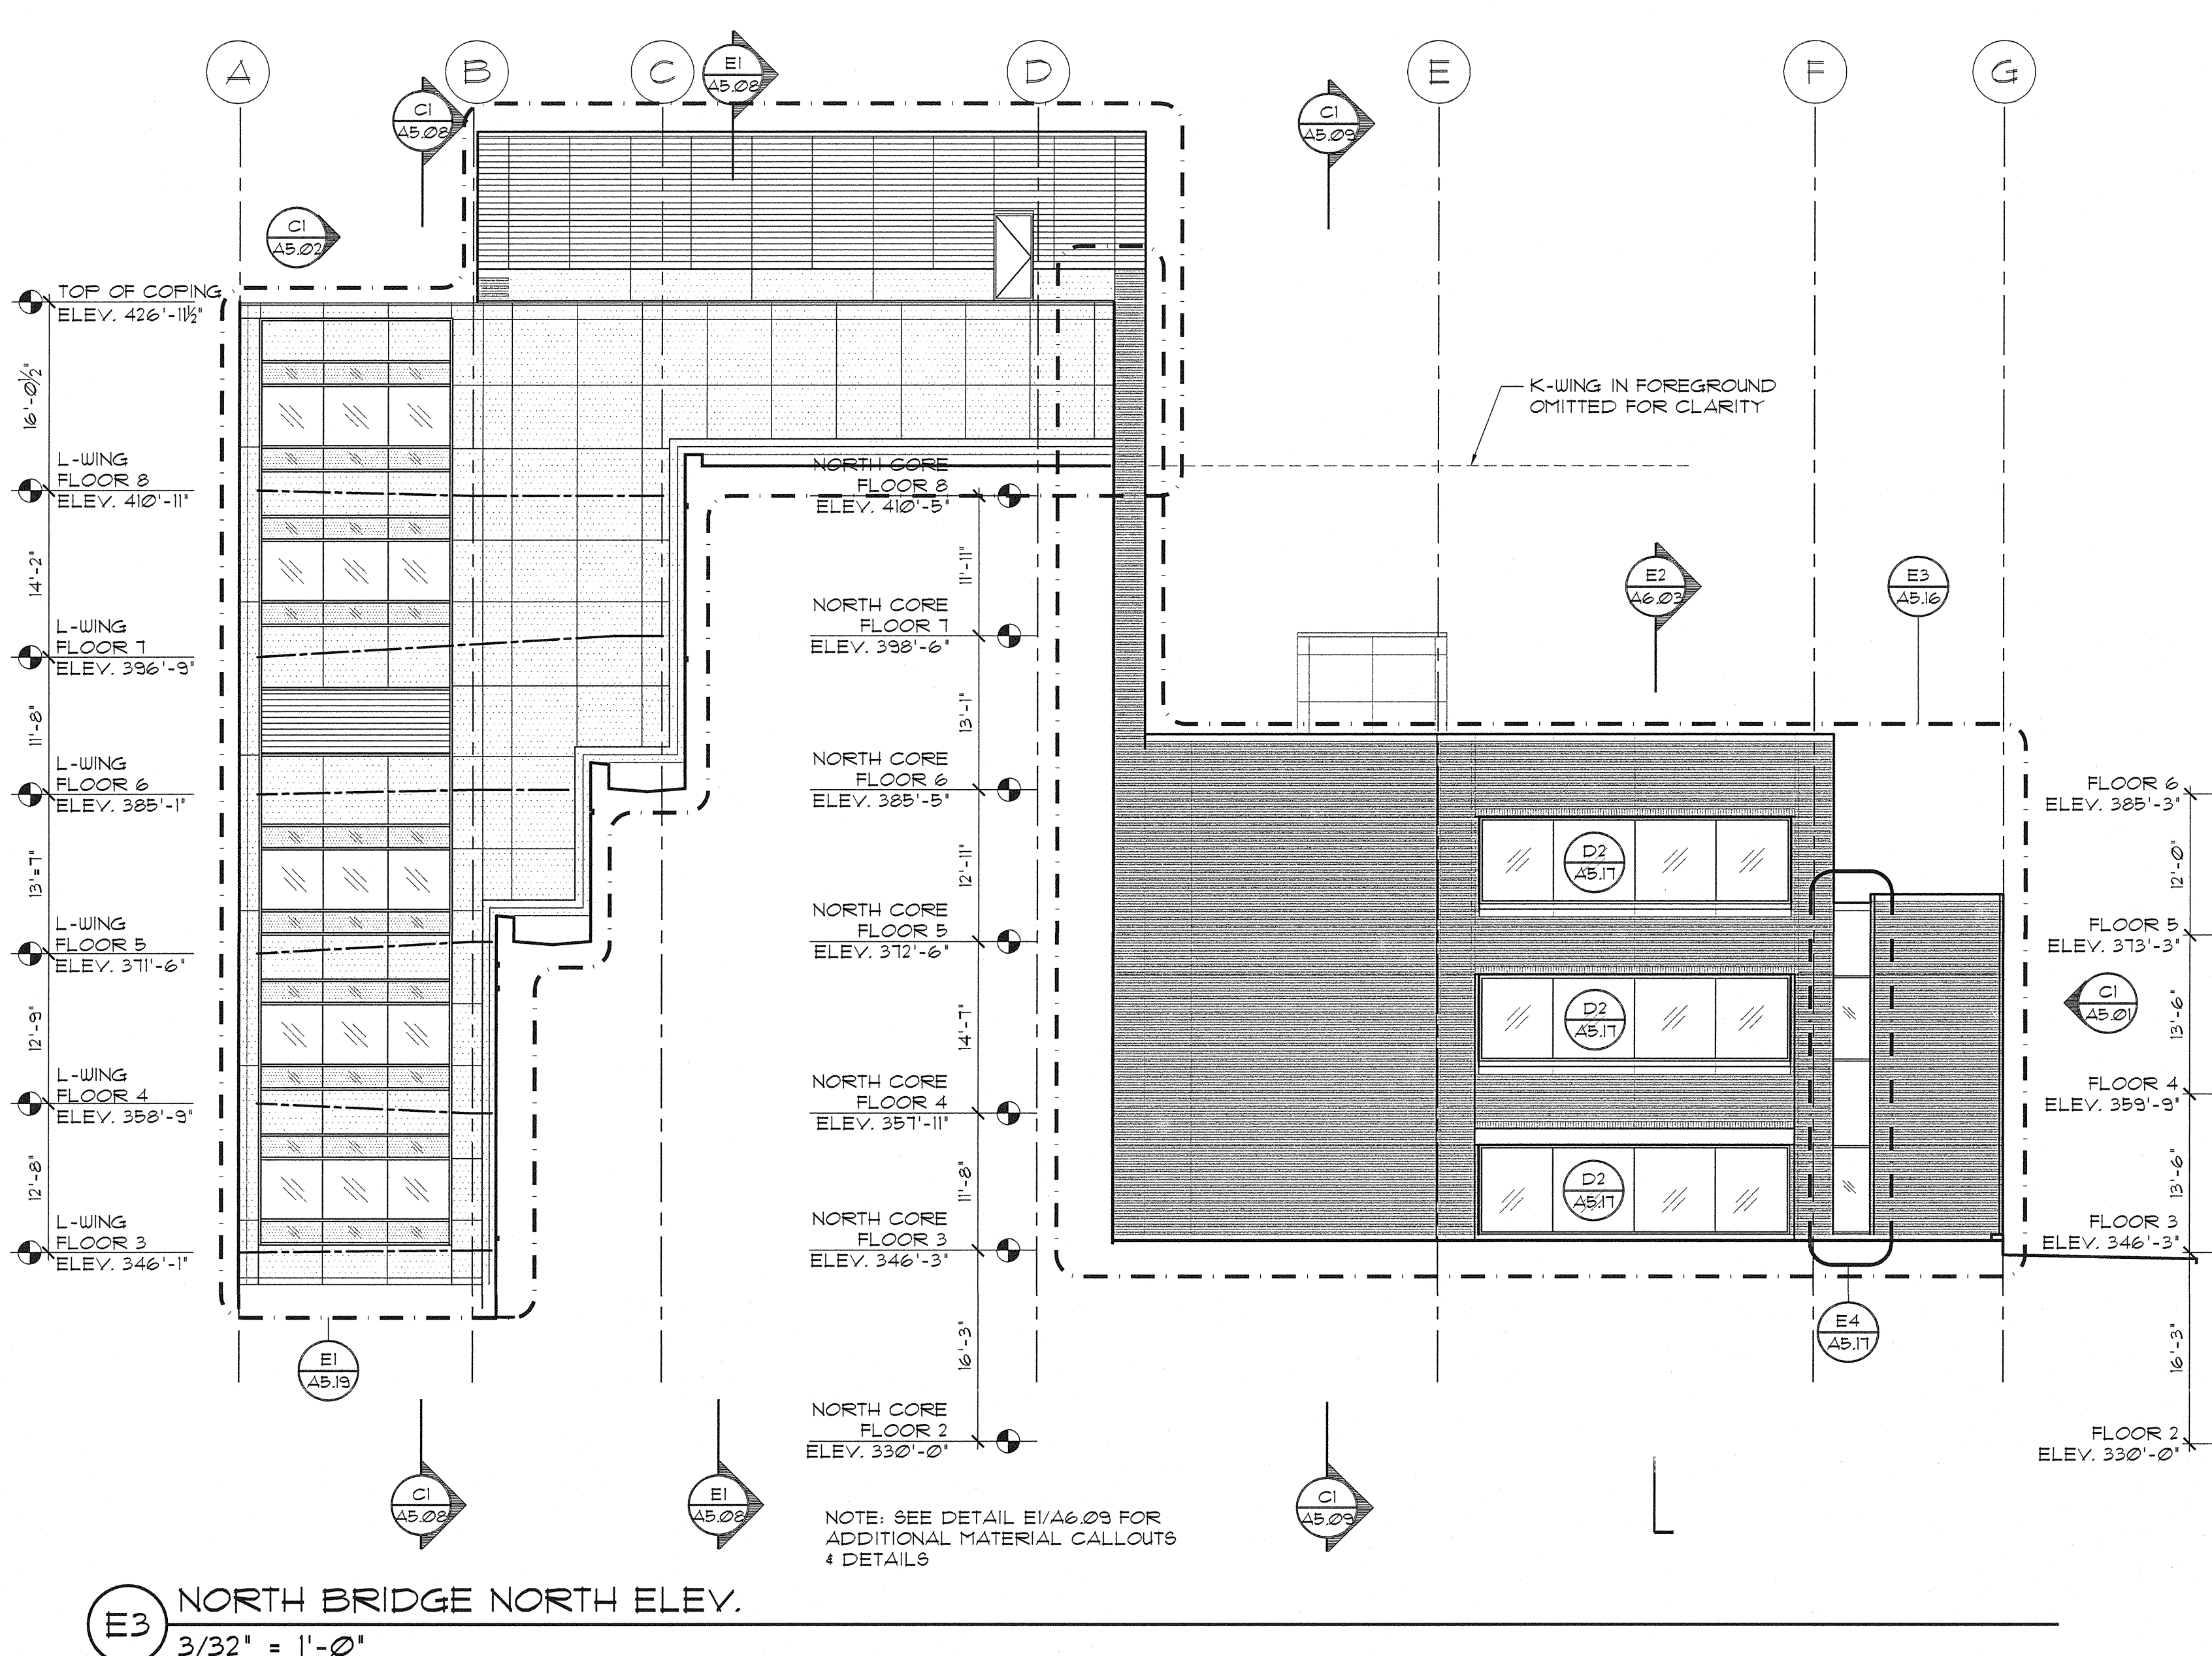 A
B
C
E1
A5.08
D
E
F
G
C1
A5.08
C1
A5.09
C1
A5.02
TOP OF COPING
ELEV. 426'-11½"
16'-0½"
K-WING IN FOREGROUND
OMITTED FOR CLARITY
L-WING
FLOOR 8
ELEV. 410'-11"
14'-2"
L-WING
FLOOR 7
ELEV. 396'-9"
11'-8"
L-WING
FLOOR 6
ELEV. 385'-1"
13'=7"
L-WING
FLOOR 5
ELEV. 371'-6"
12'-9"
L-WING
FLOOR 4
ELEV. 358'-9"
12'-8"
L-WING
FLOOR 3
ELEV. 346'-1"
NORTH CORE
FLOOR 8
ELEV. 410'-5"
11'-11"
NORTH CORE
FLOOR 7
ELEV. 398'-6"
13'-1"
NORTH CORE
FLOOR 6
ELEV. 385'-5"
12'-11"
NORTH CORE
FLOOR 5
ELEV. 372'-6"
14'-7"
NORTH CORE
FLOOR 4
ELEV. 357'-11"
11'-8"
NORTH CORE
FLOOR 3
ELEV. 346'-3"
16'-3"
NORTH CORE
FLOOR 2
ELEV. 330'-0"
E2
A6.03
E3
A5.16
D2
A5.17
D2
A5.17
D2
A5.17
FLOOR 6
ELEV. 385'-3"
12'-0"
FLOOR 5
ELEV. 373'-3"
C1
A5.01
13'-6"
FLOOR 4
ELEV. 359'-9"
13'-6"
FLOOR 3
ELEV. 346'-3"
16'-3"
FLOOR 2
ELEV. 330'-0"
E1
A5.19
E4
A5.17
C1
A5.08
E1
A5.08
C1
A5.09
NOTE: SEE DETAIL E1/A6.09 FOR
ADDITIONAL MATERIAL CALLOUTS
& DETAILS
E3
NORTH BRIDGE NORTH ELEV.
3/32" = 1'-0"